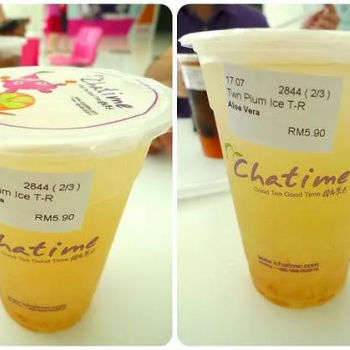 Chatime
2844 (2/3)
um Ice T-R
RM5.90
Chatime
Good Tea Good Time
17:07
2844 (2/3)
Twn Plum Ice T-R
Aloe Vera
RM5.90
Chatime
Good Tea Good Time
www.chatime.com